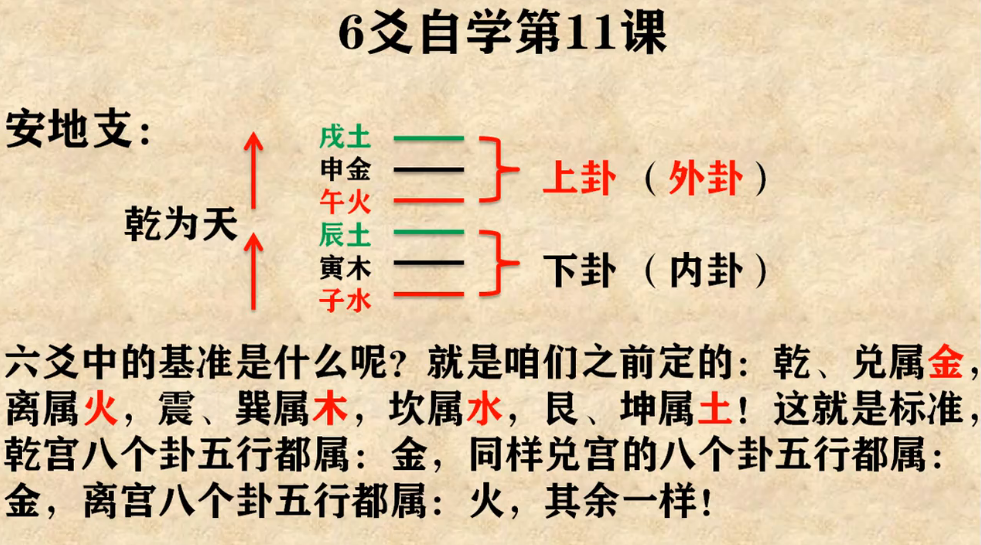 6爻自学第11课
安地支：
戌土
申金
午火
上卦（外卦）
乾为天
辰土
寅木
子水
下卦（内卦）
六爻中的基准是什么呢？就是咱们之前定的：乾、兑属金，
离属火，震、巽属木，坎属水，艮、坤属土！这就是标准，
乾宫八个卦五行都属：金，同样兑宫的八个卦五行都属：
金，离宫八个卦五行都属：火，其余一样！